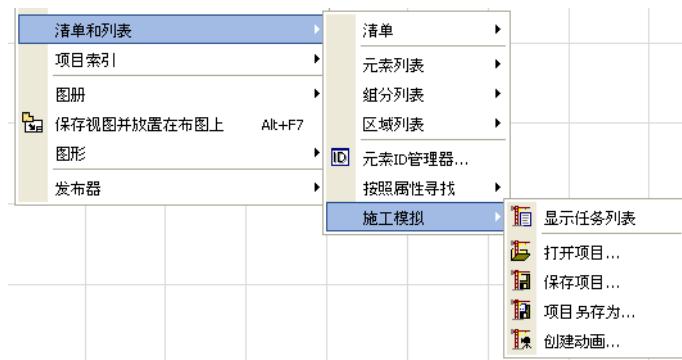 清单和列表
项目索引
图册
保存视图并放置在布图上 Alt+F7
图形
发布器
清单
元素列表
组分列表
区域列表
ID 元素ID管理器...
按照属性寻找
施工模拟
显示任务列表
打开项目...
保存项目...
项目另存为...
创建动画...